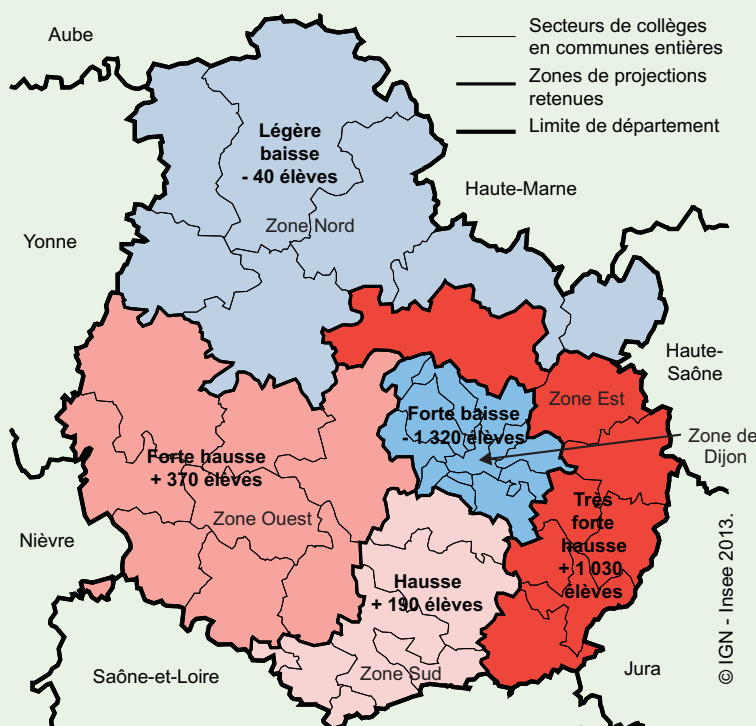 Aube
Secteurs de collèges
en communes entières
Zones de projections
retenues
Limite de département
Légère
baisse
- 40 élèves
Haute-Marne
Zone Nord
Yonne
Haute-
Saône
Zone Est
Forte baisse
- 1 320 élèves
Zone de
Dijon
Forte hausse
+ 370 élèves
Zone Ouest
Très
forte
hausse
+ 1 030
élèves
Nièvre
Hausse
+ 190 élèves
Zone Sud
Saône-et-Loire
Jura
© IGN - Insee 2013.